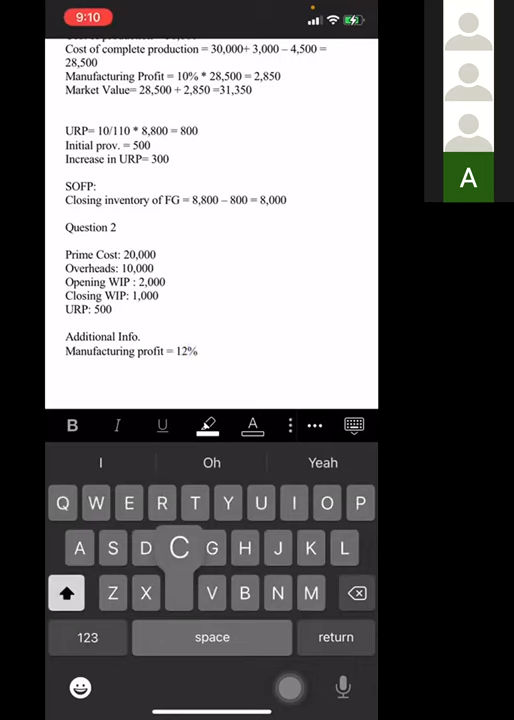 9:10
Cost of complete production = 30,000+ 3,000 – 4,500 =
28,500
Manufacturing Profit = 10% * 28,500 = 2,850
Market Value= 28,500 + 2,850 =31,350
URP= 10/110 * 8,800 = 800
Initial prov. = 500
Increase in URP= 300
SOFP:
Closing inventory of FG = 8,800 – 800 = 8,000
Question 2
Prime Cost: 20,000
Overheads: 10,000
Opening WIP : 2,000
Closing WIP: 1,000
URP: 500
Additional Info.
Manufacturing profit = 12%
A
B I U A
I Oh Yeah
Q W E R T Y U I O P
A S D C G H J K L
Z X V B N M
123 space return